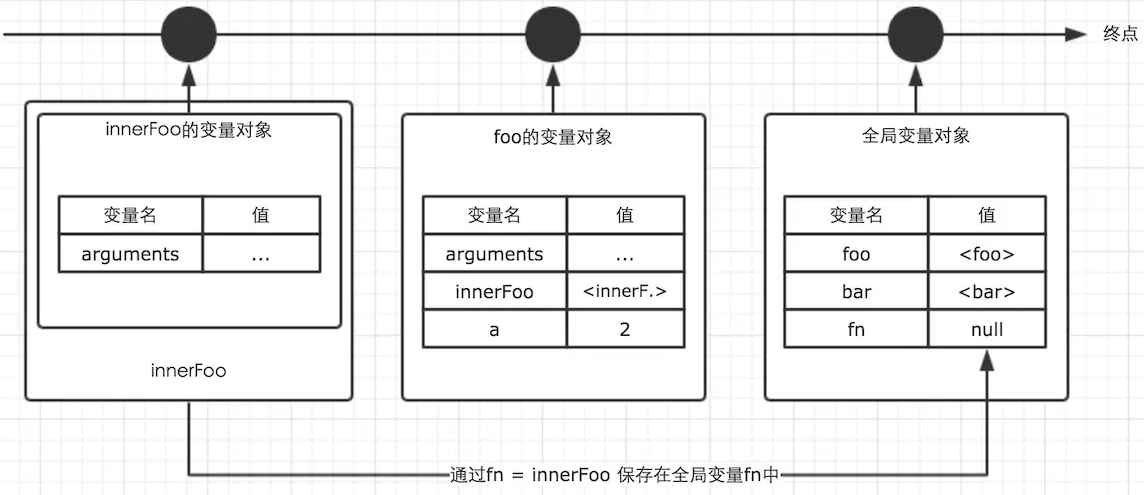 终点
innerFoo的变量对象
变量名 值
arguments ...
innerFoo
foo的变量对象
变量名 值
arguments ...
innerFoo <innerF.>
a 2
全局变量对象
变量名 值
foo <foo>
bar <bar>
fn null
通过fn = innerFoo 保存在全局变量fn中